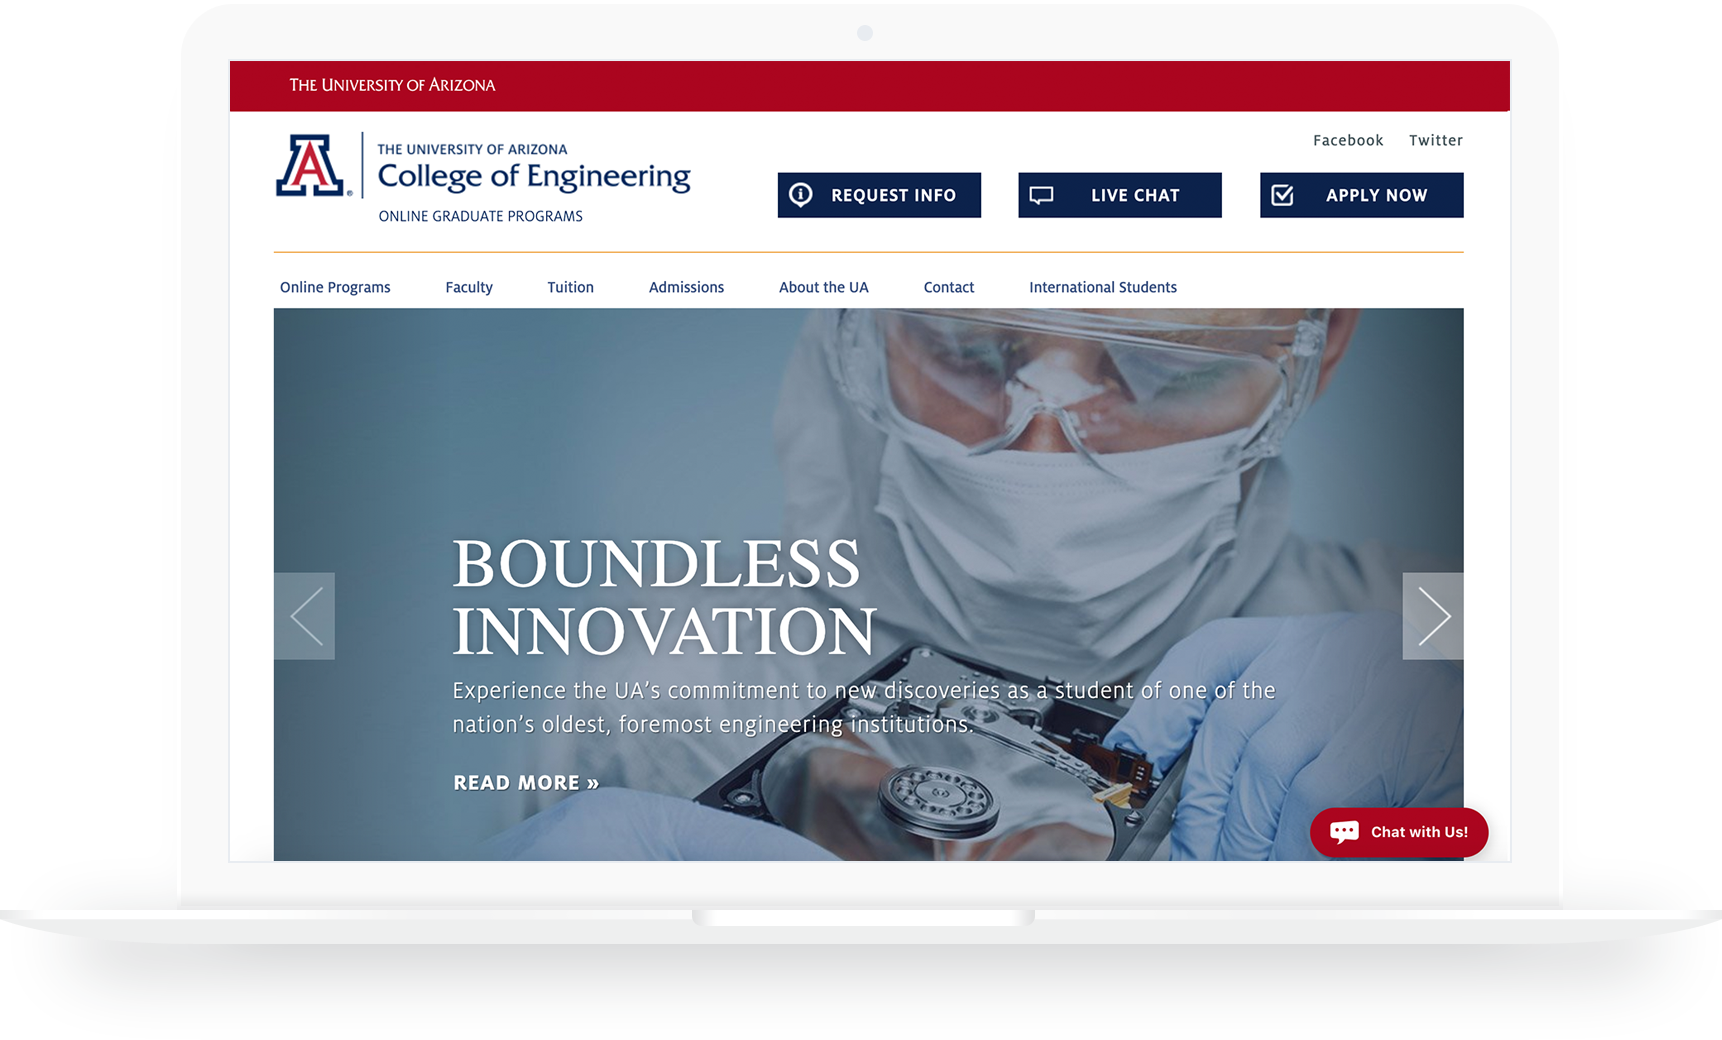 THE UNIVERSITY OF ARIZONA
Facebook Twitter
A
THE UNIVERSITY OF ARIZONA
College of Engineering
ONLINE GRADUATE PROGRAMS
REQUEST INFO
LIVE CHAT
APPLY NOW
Online Programs Faculty Tuition Admissions About the UA Contact International Students
BOUNDLESS
INNOVATION
Experience the UA's commitment to new discoveries as a student of one of the
nation's oldest, foremost engineering institutions.
READ MORE »
Chat with Us!